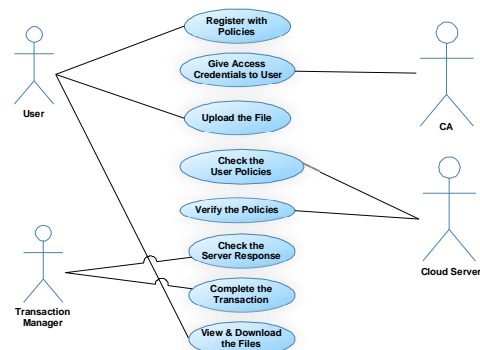 Register with
Policies
Give Access
Credentials to User
User
Upload the File
CA
Check the
User Policies
Verify the Policies
Check the
Server Response
Cloud Server
Complete the
Transaction
Transaction
Manager
View & Download
the Files